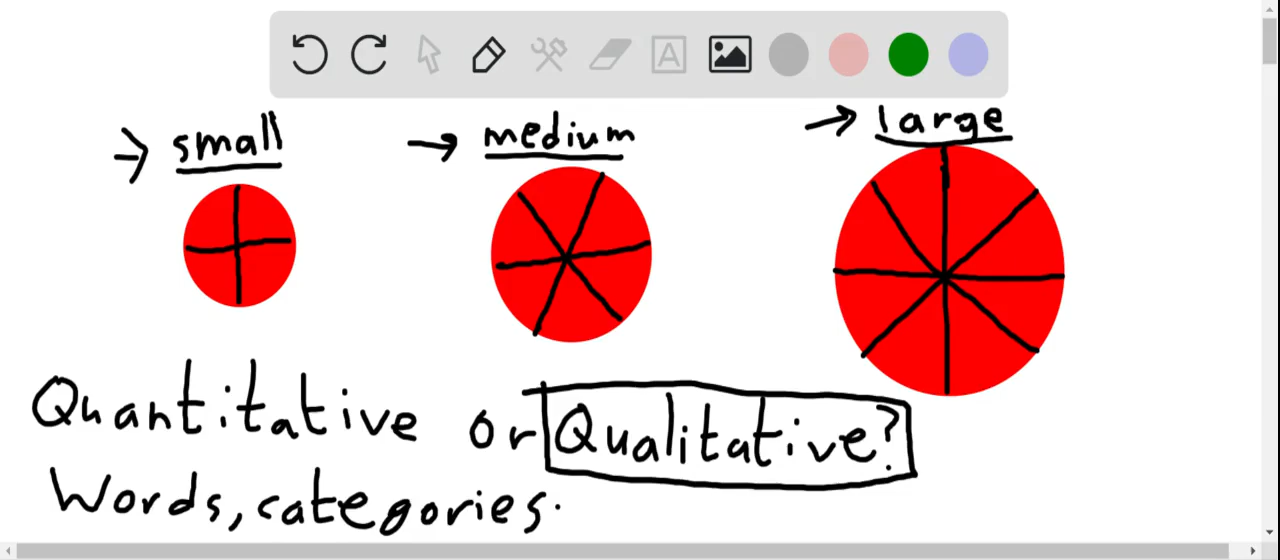 A
small
medium
large
Quantitative or Qualitative?
Words, categories.